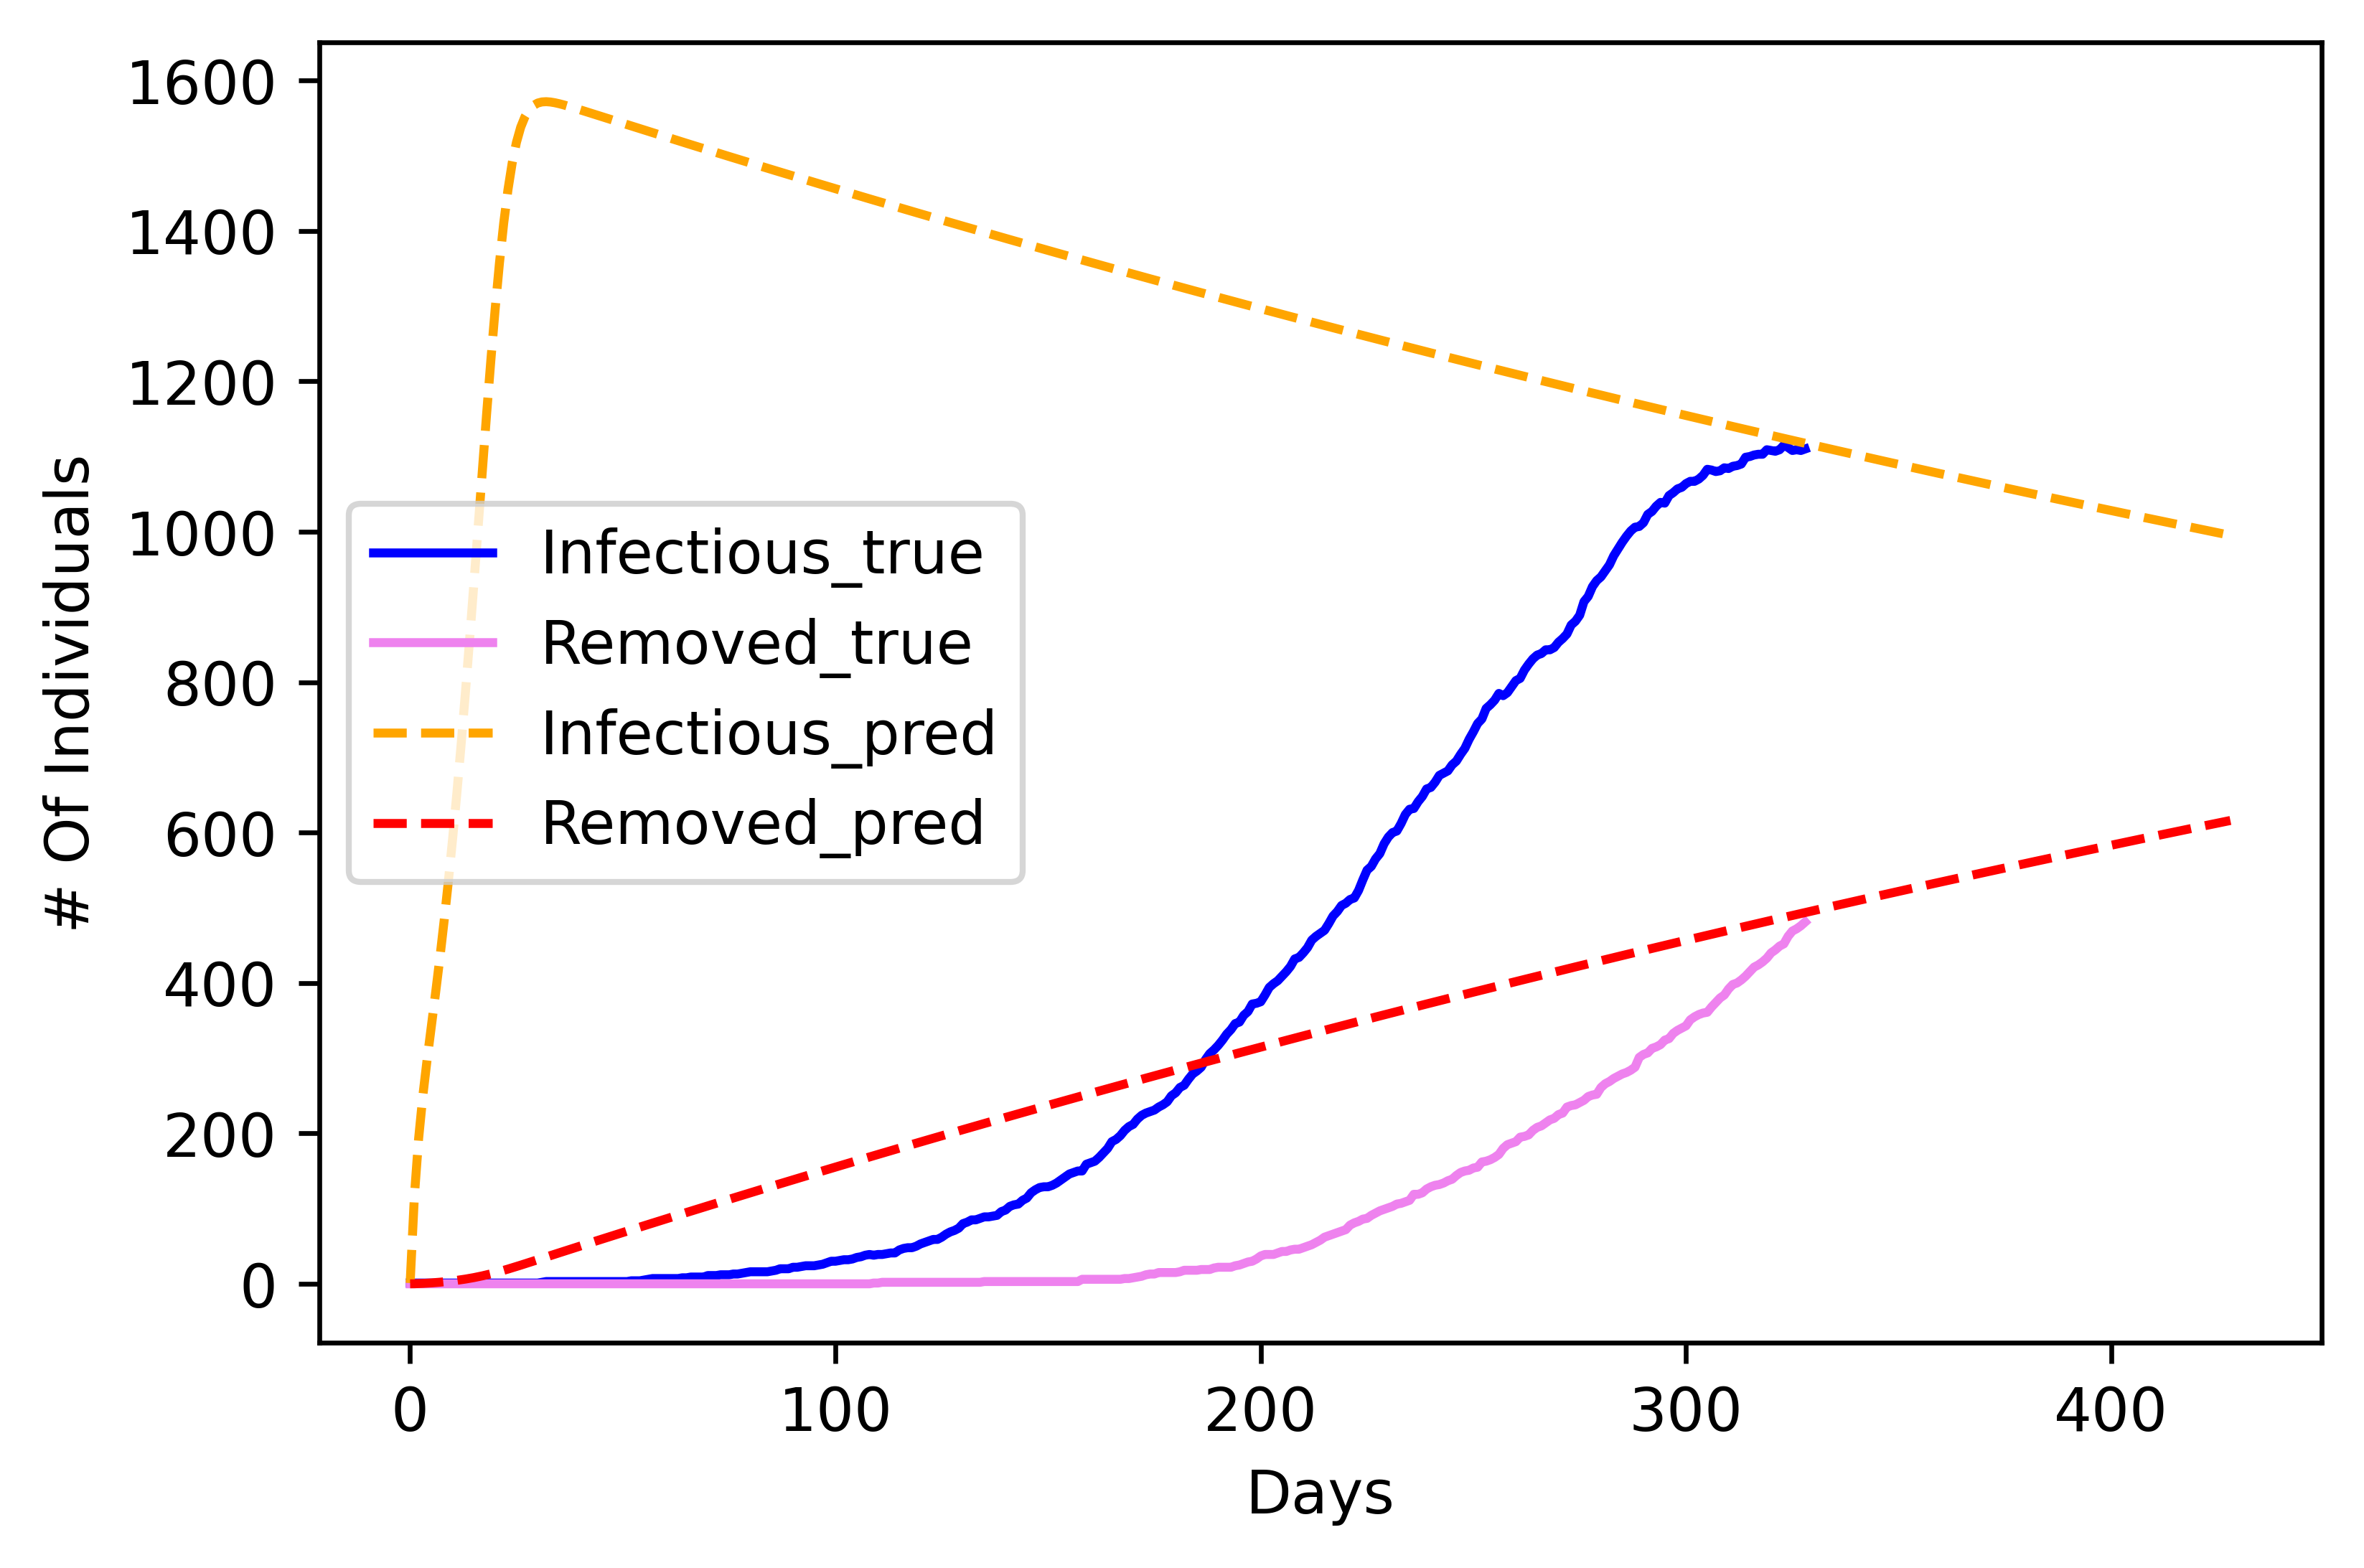 # Of Individuals
1600
1400
1200
1000
800
600
400
200
0
Infectious_true
Removed_true
Infectious_pred
Removed_pred
0 100 200 300 400
Days